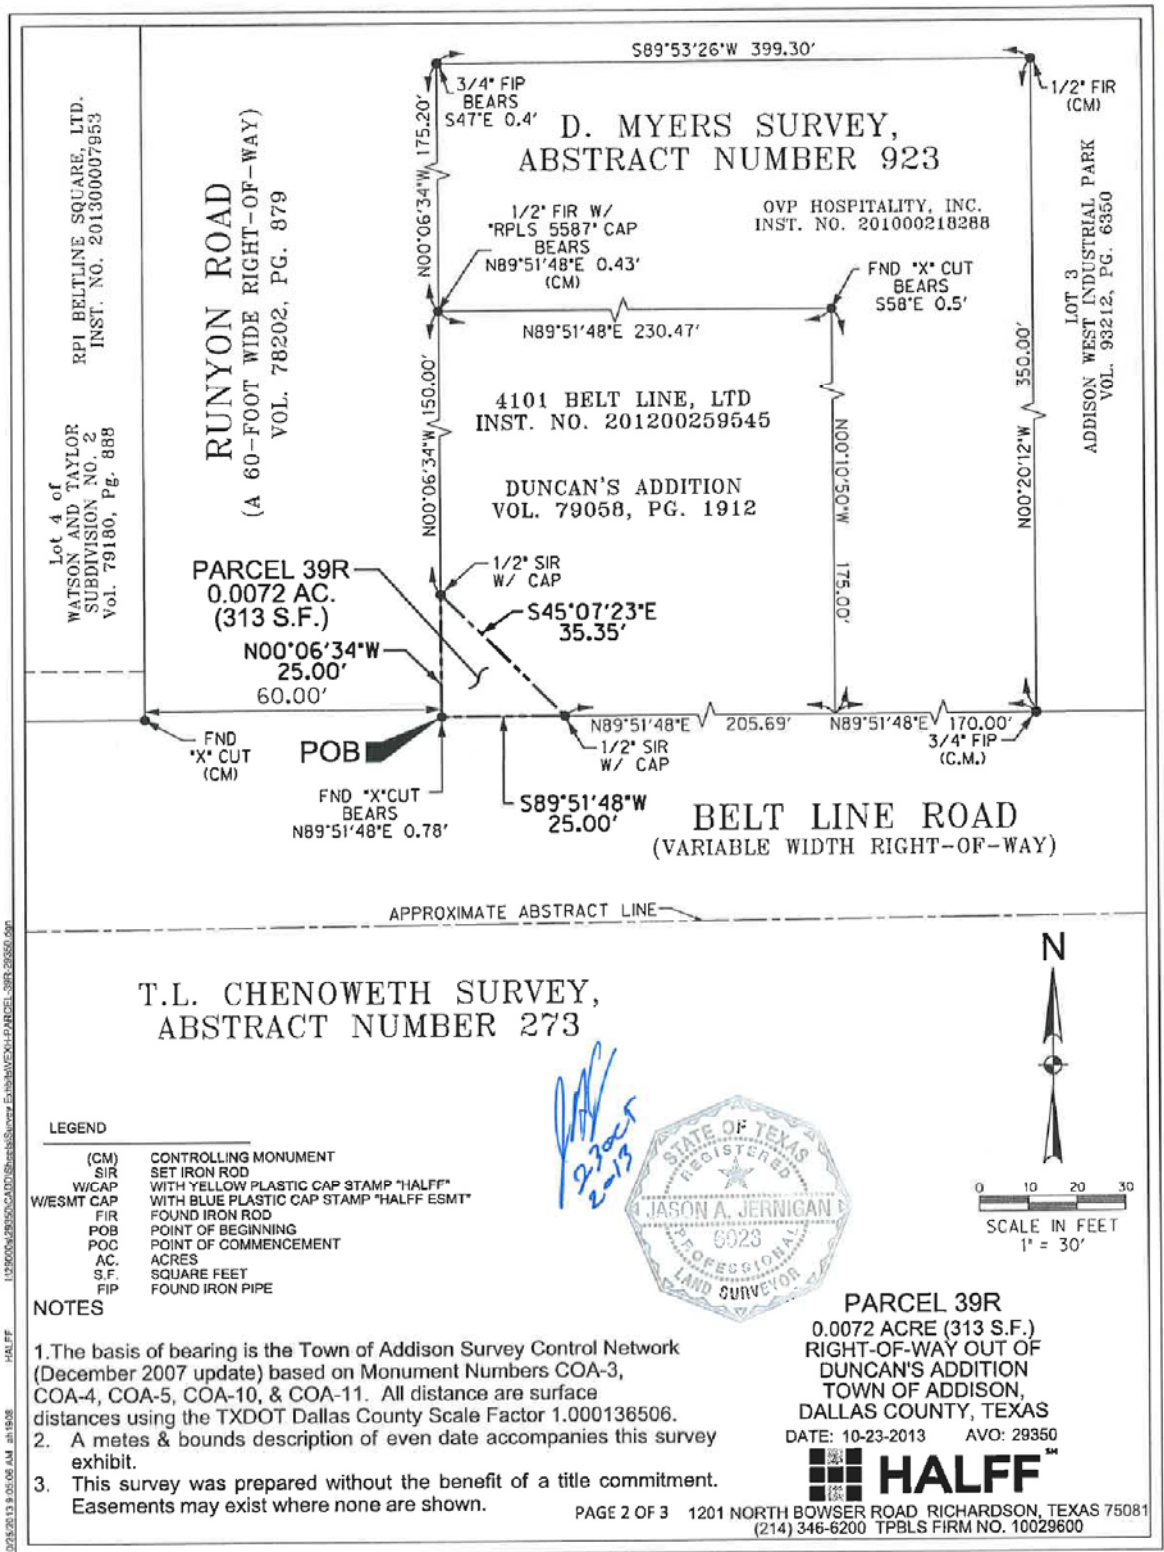 S89°53'26"W 399.30'
3/4" FIP
BEARS
S47°E 0.4'
1/2" FIR
(CM)
D. MYERS SURVEY,
ABSTRACT NUMBER 923
RPI BELTLINE SQUARE, LTD.
INST. NO. 201300007953
RUNYON ROAD
(A 60-FOOT WIDE RIGHT-OF-WAY)
VOL. 78202, PG. 879
N00°06'34"W 175.20'
1/2" FIR W/
"RPLS 5587" CAP
BEARS
N89°51'48"E 0.43'
(CM)
OVP HOSPITALITY, INC.
INST. NO. 201000218288
FND "X" CUT
BEARS
S58°E 0.5'
LOT 3
ADDISON WEST INDUSTRIAL PARK
VOL. 93212, PG. 6350
N89°51'48"E 230.47'
N00°06'34"W 150.00'
4101 BELT LINE, LTD
INST. NO. 201200259545
DUNCAN'S ADDITION
VOL. 79058, PG. 1912
N00°10'50"W 175.00'
N00°20'12"W 350.00'
Lot 4 of
WATSON AND TAYLOR
SUBDIVISION NO. 2
Vol. 79180, Pg. 888
PARCEL 39R
0.0072 AC.
(313 S.F.)
1/2" SIR
W/ CAP
S45°07'23"E
35.35'
N00°06'34"W
25.00'
60.00'
FND
"X" CUT
(CM)
POB
N89°51'48"E 205.69'
N89°51'48"E 170.00'
1/2" SIR
W/ CAP
3/4" FIP
(C.M.)
FND "X"CUT
BEARS
N89°51'48"E 0.78'
S89°51'48"W
25.00'
BELT LINE ROAD
(VARIABLE WIDTH RIGHT-OF-WAY)
APPROXIMATE ABSTRACT LINE
T.L. CHENOWETH SURVEY,
ABSTRACT NUMBER 273
N
23 OCT
2013
STATE OF TEXAS
REGISTERED
JASON A. JERNIGAN
6023
PROFESSIONAL
LAND SURVEYOR
0 10 20 30
SCALE IN FEET
1" = 30'
LEGEND
(CM) CONTROLLING MONUMENT
SIR SET IRON ROD
W/CAP WITH YELLOW PLASTIC CAP STAMP "HALFF"
W/ESMT CAP WITH BLUE PLASTIC CAP STAMP "HALFF ESMT"
FIR FOUND IRON ROD
POB POINT OF BEGINNING
POC POINT OF COMMENCEMENT
AC. ACRES
S.F. SQUARE FEET
FIP FOUND IRON PIPE
NOTES
1.The basis of bearing is the Town of Addison Survey Control Network
(December 2007 update) based on Monument Numbers COA-3,
COA-4, COA-5, COA-10, & COA-11. All distance are surface
distances using the TXDOT Dallas County Scale Factor 1.000136506.
2. A metes & bounds description of even date accompanies this survey
exhibit.
3. This survey was prepared without the benefit of a title commitment.
Easements may exist where none are shown.
PARCEL 39R
0.0072 ACRE (313 S.F.)
RIGHT-OF-WAY OUT OF
DUNCAN'S ADDITION
TOWN OF ADDISON,
DALLAS COUNTY, TEXAS
DATE: 10-23-2013 AVO: 29350
HALFF SM
PAGE 2 OF 3 1201 NORTH BOWSER ROAD RICHARDSON, TEXAS 75081
(214) 346-6200 TPBLS FIRM NO. 10029600
HALFF